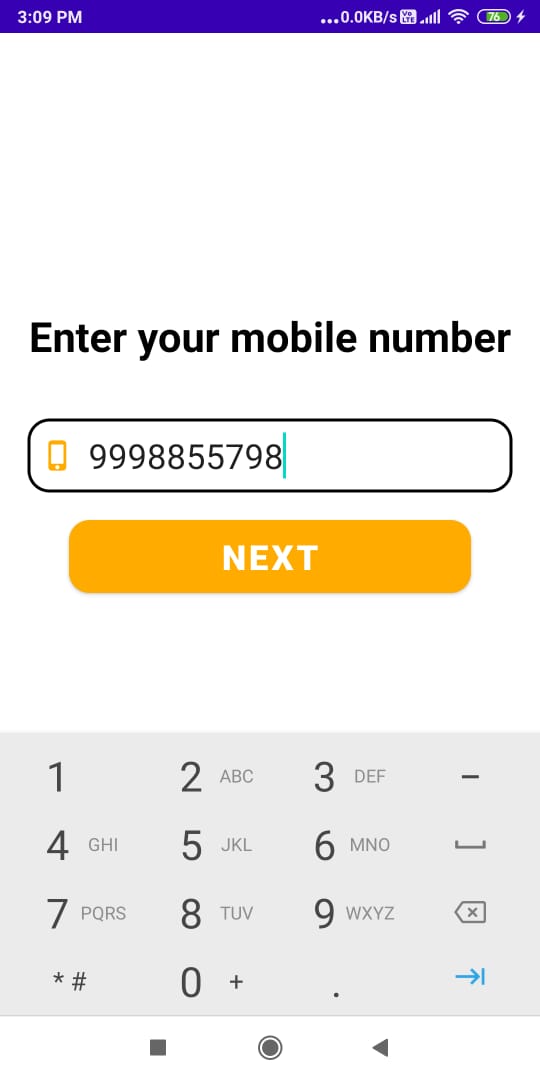 3:09 PM ...0.0KB/s Vo LTE 76
Enter your mobile number
9998855798
NEXT
1 2 ABC 3 DEF –
4 GHI 5 JKL 6 MNO
7 PQRS 8 TUV 9 WXYZ
* # 0 + .